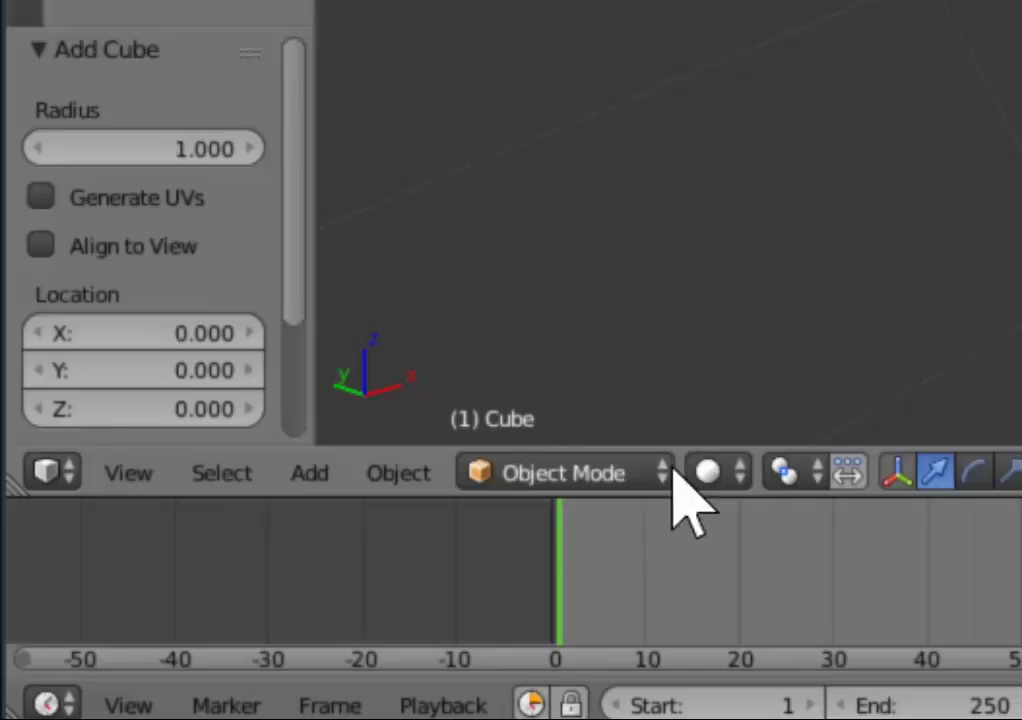 Add Cube
Radius
1.000
Generate UVs
Align to View
Location
X: 0.000
Y: 0.000
Z: 0.000
z
y x
(1) Cube
View Select Add Object Object Mode
-50 -40 -30 -20 -10 0 10 20 30 40 5
View Marker Frame Playback Start: 1 End: 250